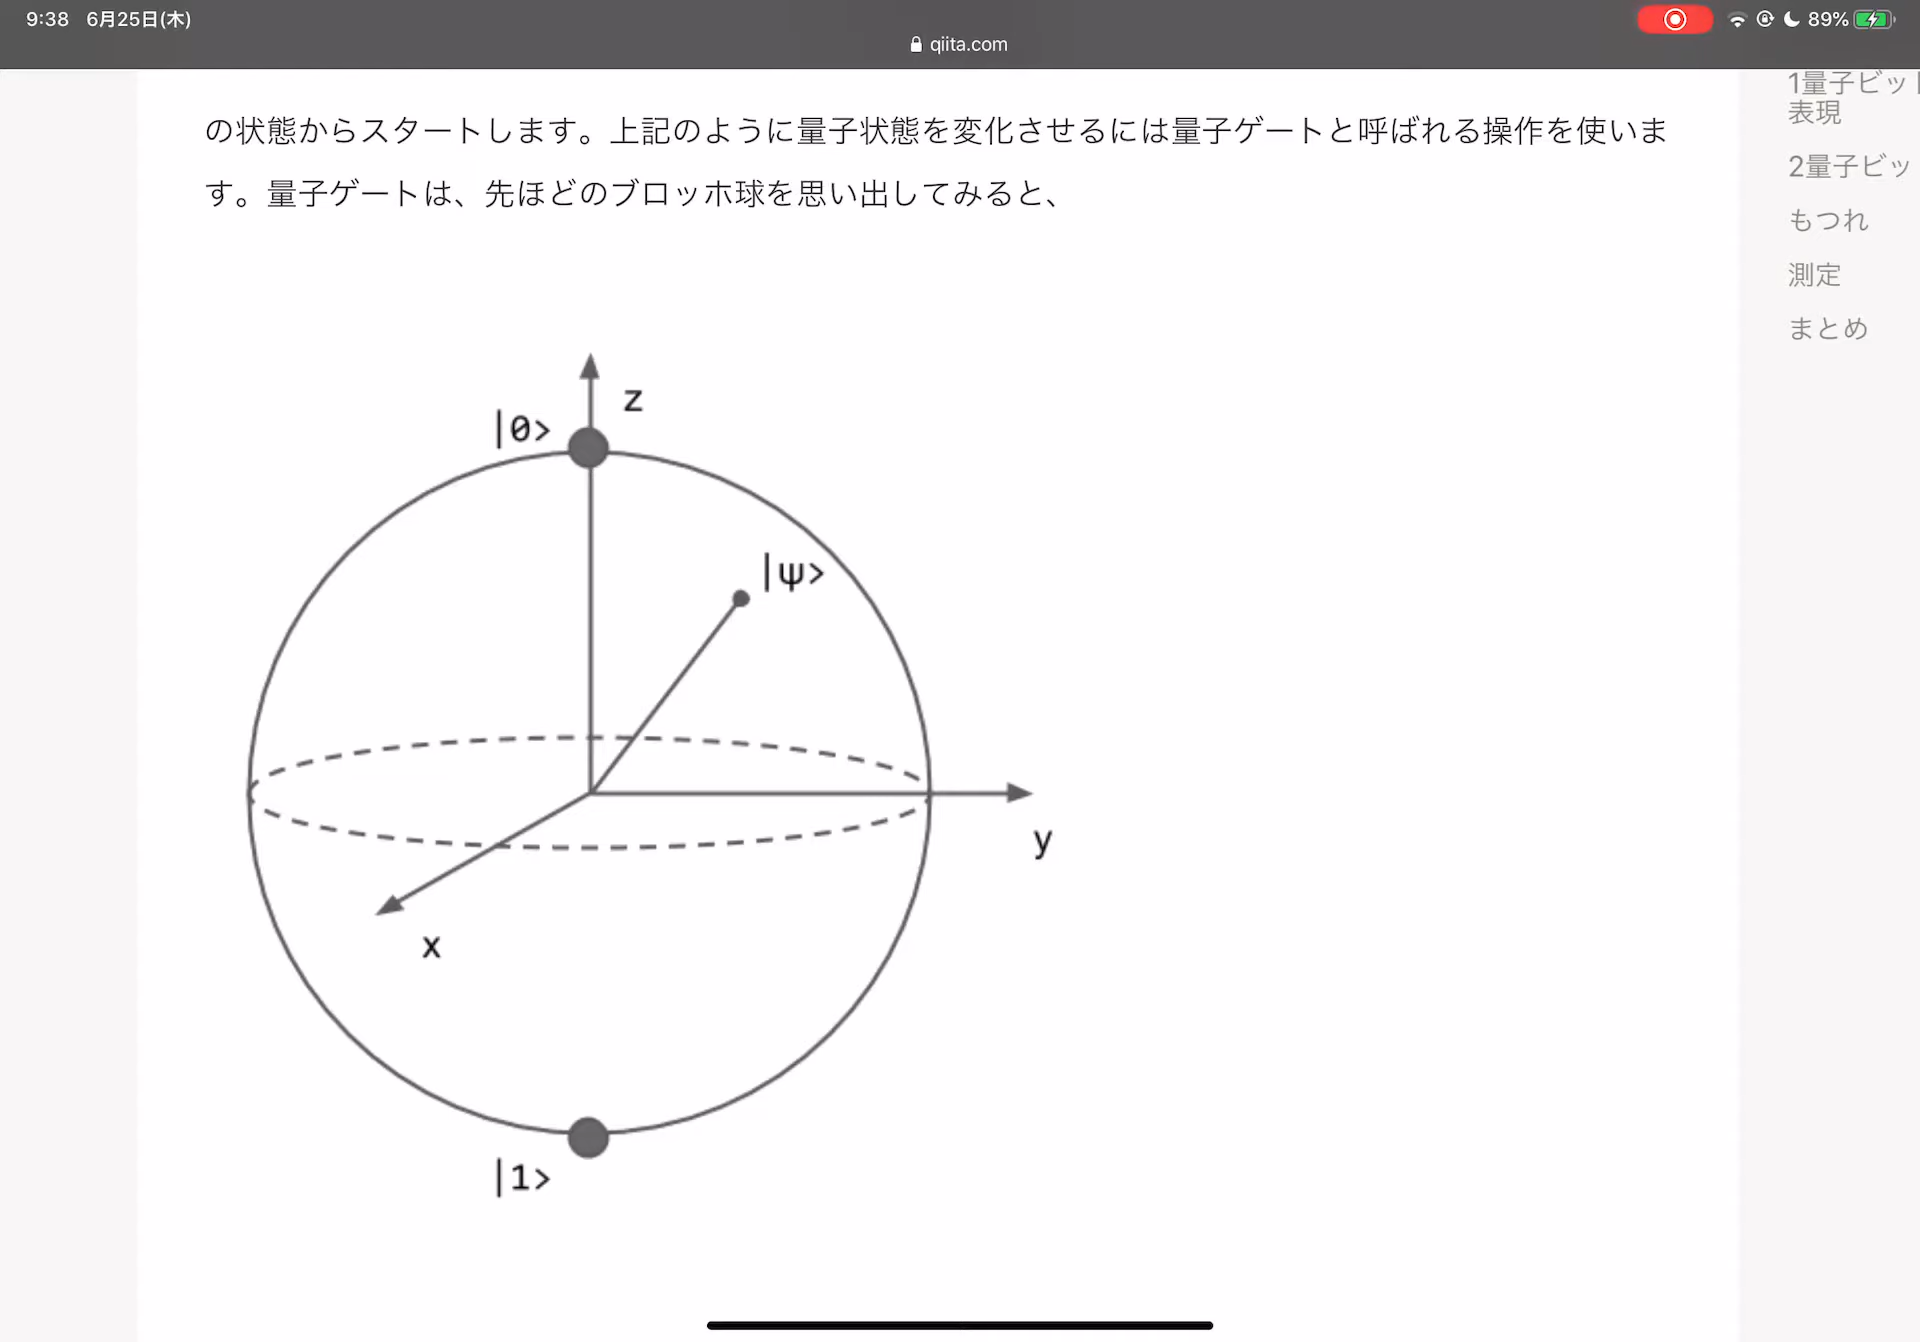 9:38 6月25日(木)
89%
qiita.com
の状態からスタートします。上記のように量子状態を変化させるには量子ゲートと呼ばれる操作を使いま
す。量子ゲートは、先ほどのブロッホ球を思い出してみると、
z
|0>
|ψ>
y
x
|1>
1量子ビット
表現
2量子ビッ
もつれ
測定
まとめ